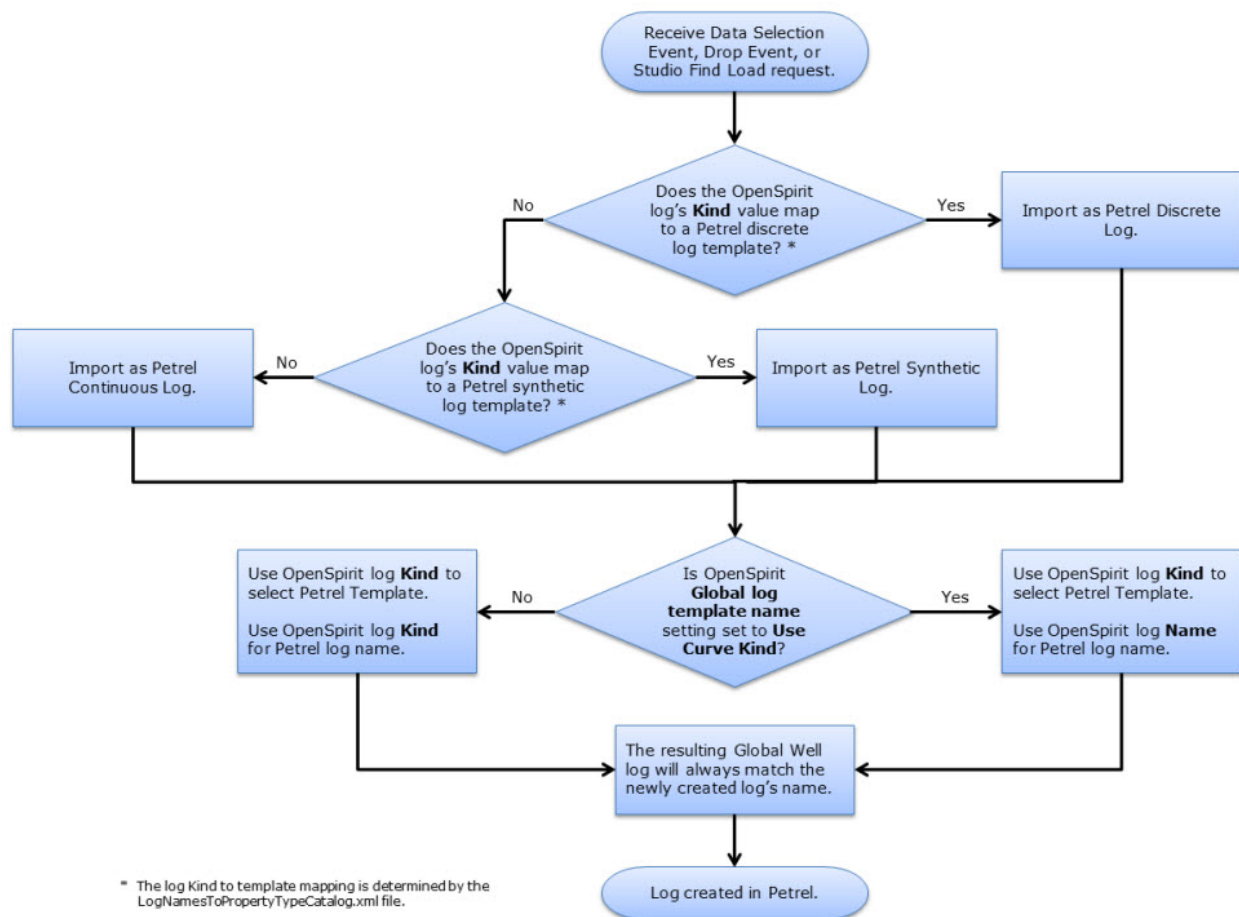 Receive Data Selection
Event, Drop Event, or
Studio Find Load request.
Does the OpenSpirit
log's Kind value map
to a Petrel discrete
log template? *
No
Yes
Import as Petrel Discrete
Log.
Does the OpenSpirit
log's Kind value map
to a Petrel synthetic
log template? *
No
Yes
Import as Petrel
Continuous Log.
Import as Petrel Synthetic
Log.
Is OpenSpirit
Global log
template name
setting set to Use
Curve Kind?
No
Yes
Use OpenSpirit log Kind to
select Petrel Template.
Use OpenSpirit log Kind
for Petrel log name.
Use OpenSpirit log Kind to
select Petrel Template.
Use OpenSpirit log Name
for Petrel log name.
The resulting Global Well
log will always match the
newly created log's name.
Log created in Petrel.
* The log Kind to template mapping is determined by the
LogNamesToPropertyTypeCatalog.xml file.